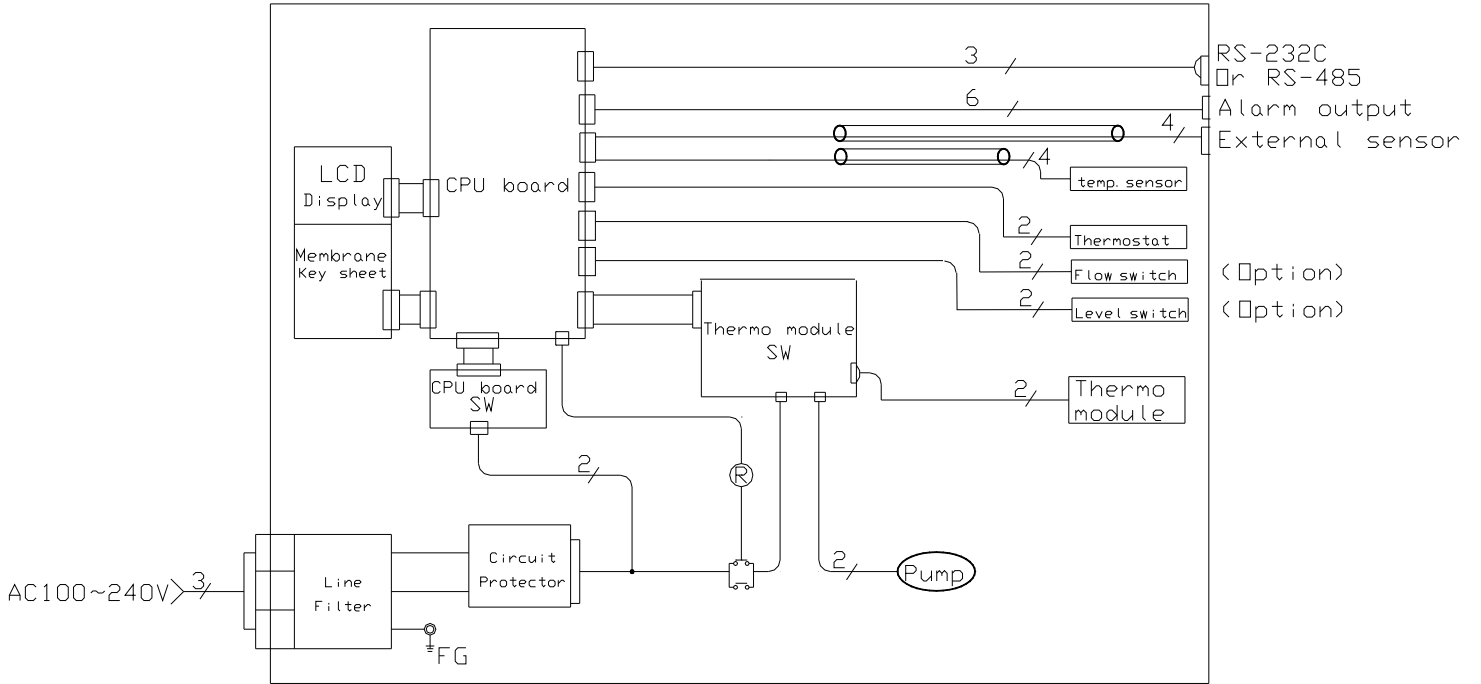 3
RS-232C
Or RS-485
6
Alarm output
4
External sensor
LCD
Display
CPU board
4
temp. sensor
2
Thermostat
Membrane
Key sheet
2
Flow switch
(Option)
2
Level switch
(Option)
Thermo module
SW
CPU board
SW
2
Thermo
module
2
R
Circuit
Protector
2
Pump
AC100~240V
3
Line
Filter
FG